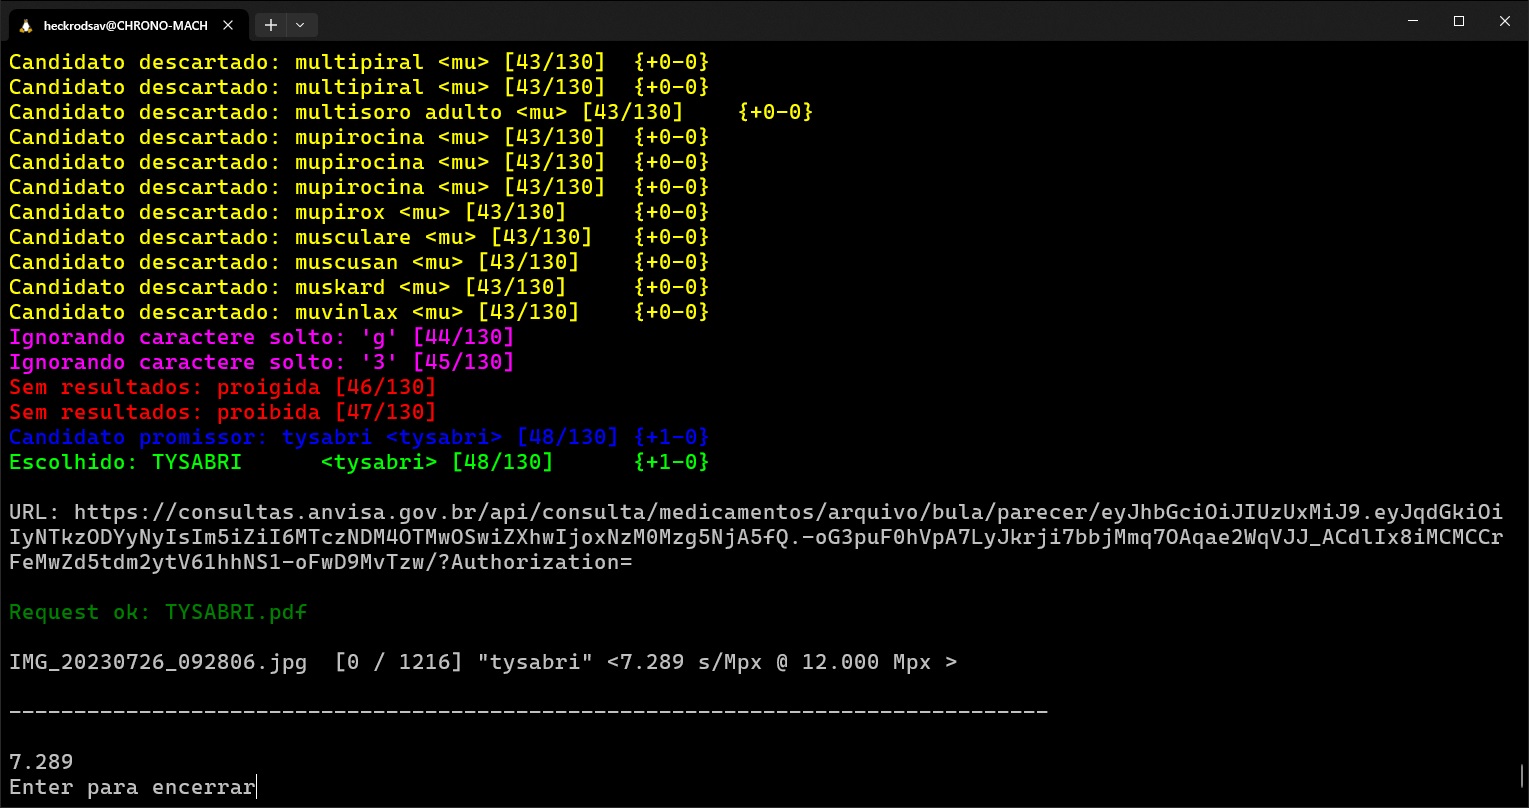 heckrodsav@CHRONO-MACH
Candidato descartado: multipiral <mu> [43/130] {+0-0}
Candidato descartado: multipiral <mu> [43/130] {+0-0}
Candidato descartado: multisoro adulto <mu> [43/130] {+0-0}
Candidato descartado: mupirocina <mu> [43/130] {+0-0}
Candidato descartado: mupirocina <mu> [43/130] {+0-0}
Candidato descartado: mupirocina <mu> [43/130] {+0-0}
Candidato descartado: mupirox <mu> [43/130] {+0-0}
Candidato descartado: musculare <mu> [43/130] {+0-0}
Candidato descartado: muscusan <mu> [43/130] {+0-0}
Candidato descartado: muskard <mu> [43/130] {+0-0}
Candidato descartado: muvinlax <mu> [43/130] {+0-0}
Ignorando caractere solto: 'g' [44/130]
Ignorando caractere solto: '3' [45/130]
Sem resultados: proigida [46/130]
Sem resultados: proibida [47/130]
Candidato promissor: tysabri <tysabri> [48/130] {+1-0}
Escolhido: TYSABRI <tysabri> [48/130] {+1-0}
URL: https://consultas.anvisa.gov.br/api/consulta/medicamentos/arquivo/bula/parecer/eyJhbGciOiJIUzUxMiJ9.eyJqdGkiOi
IyNTkzODYyNyIsIm5iZiI6MTczNDM4OTMwOSwiZXhwIjoxNzM0Mzg5NjA5fQ.-oG3puF0hVpA7LyJkrji7bbjMmq7OAqae2WqVJJ_ACdlIx8iMCMCCr
FeMwZd5tdm2ytV61hhNS1-oFwD9MvTzw/?Authorization=
Request ok: TYSABRI.pdf
IMG_20230726_092806.jpg [0 / 1216] "tysabri" <7.289 s/Mpx @ 12.000 Mpx >
--------------------------------------------------------------------------------
7.289
Enter para encerrar